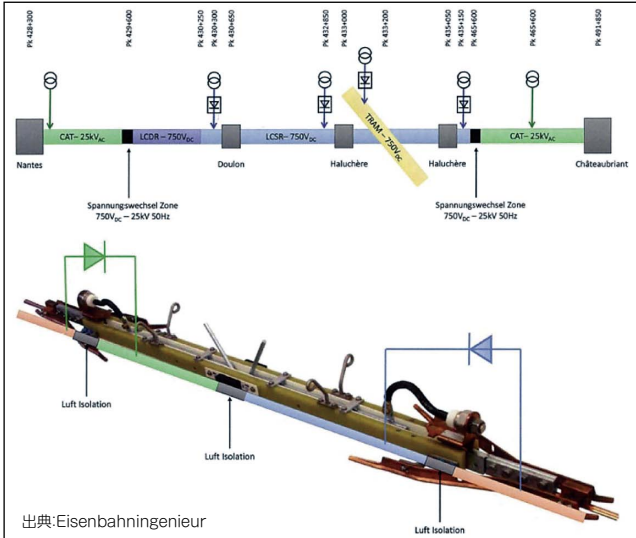 Pk 428+300
Pk 429+600
Pk 430+250
Pk 430+300
Pk 430+650
Pk 432+850
Pk 433+000
Pk 433+200
Pk 435+050
Pk 435+150
Pk 465+600
Pk 465+600
Pk 491+850
CAT– 25kVAC
LCDR – 750VDC
LCSR– 750VDC
TRAM – 750VDC
CAT– 25kVAC
Nantes
Doulon
Haluchère
Haluchère
Châteaubriant
Spannungswechsel Zone
750VDC – 25kV 50Hz
Spannungswechsel Zone
750VDC – 25kV 50Hz
Luft Isolation
Luft Isolation
Luft Isolation
出典:Eisenbahningenieur